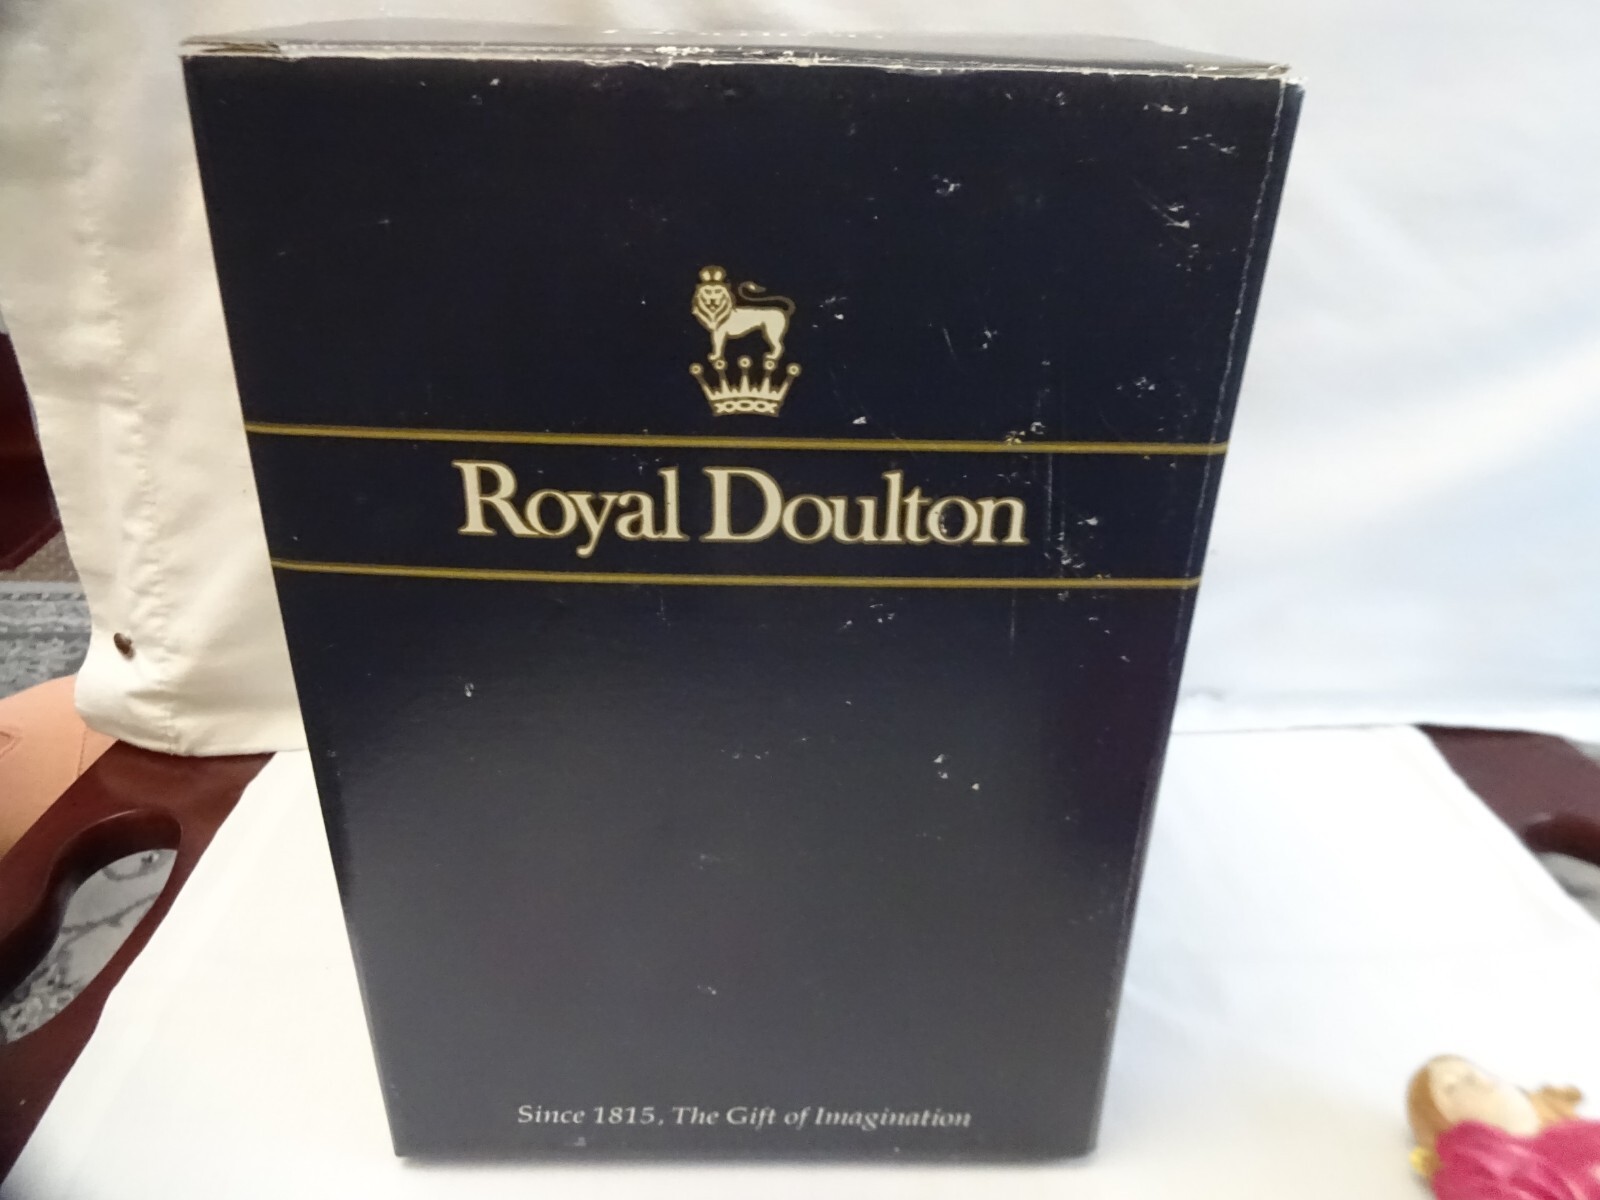 Royal Doulton
Since 1815, The Gift of Imagination